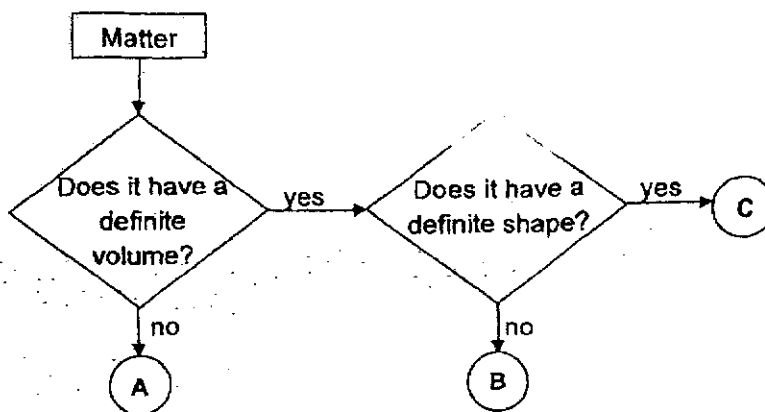 Matter
Does it have a
definite
volume?
yes
Does it have a
definite shape?
yes
C
no
A
no
B